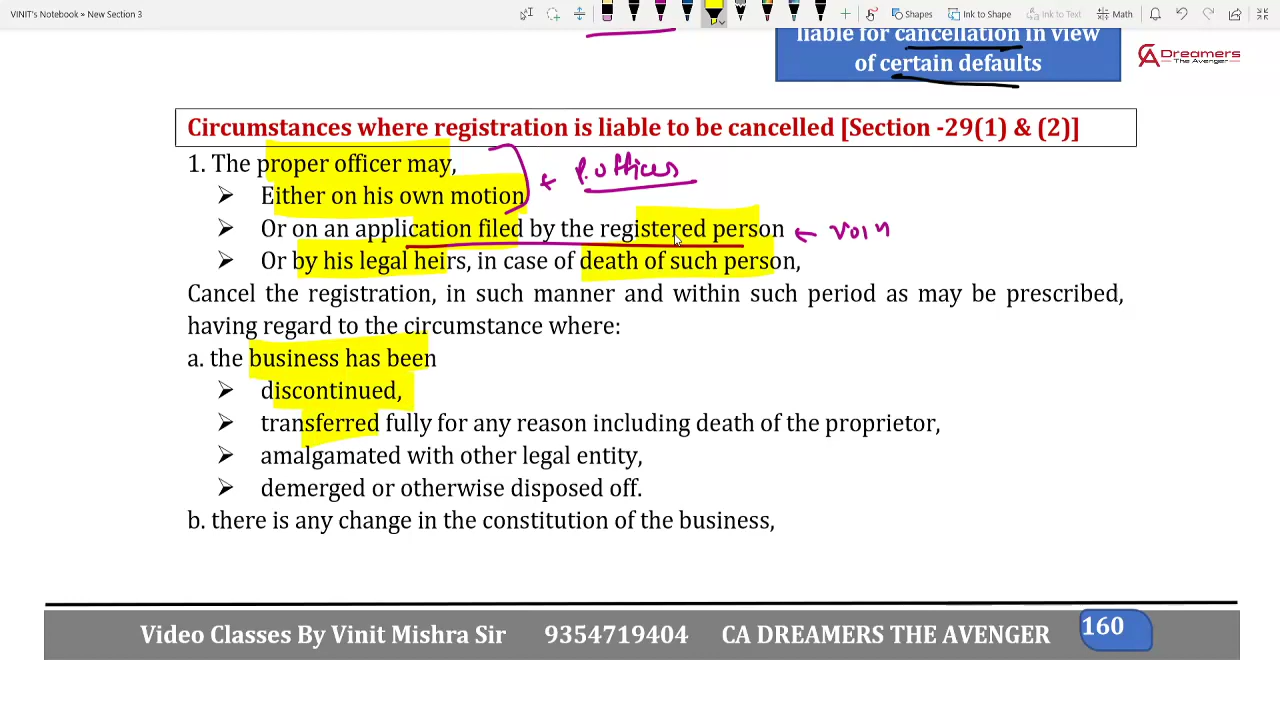 VINIT's Notebook » New Section 3
Shapes
Ink to Shape
Ink to Text
Math
liable for cancellation in view
of certain defaults
CA Dreamers
The Avenger
Circumstances where registration is liable to be cancelled [Section -29(1) & (2)]
1. The proper officer may,
➢ Either on his own motion
P. officer
➢ Or on an application filed by the registered person
➢ Or by his legal heirs, in case of death of such person,
Cancel the registration, in such manner and within such period as may be prescribed,
having regard to the circumstance where:
a. the business has been
➢ discontinued,
➢ transferred fully for any reason including death of the proprietor,
➢ amalgamated with other legal entity,
➢ demerged or otherwise disposed off.
b. there is any change in the constitution of the business,
Video Classes By Vinit Mishra Sir 9354719404 CA DREAMERS THE AVENGER 160